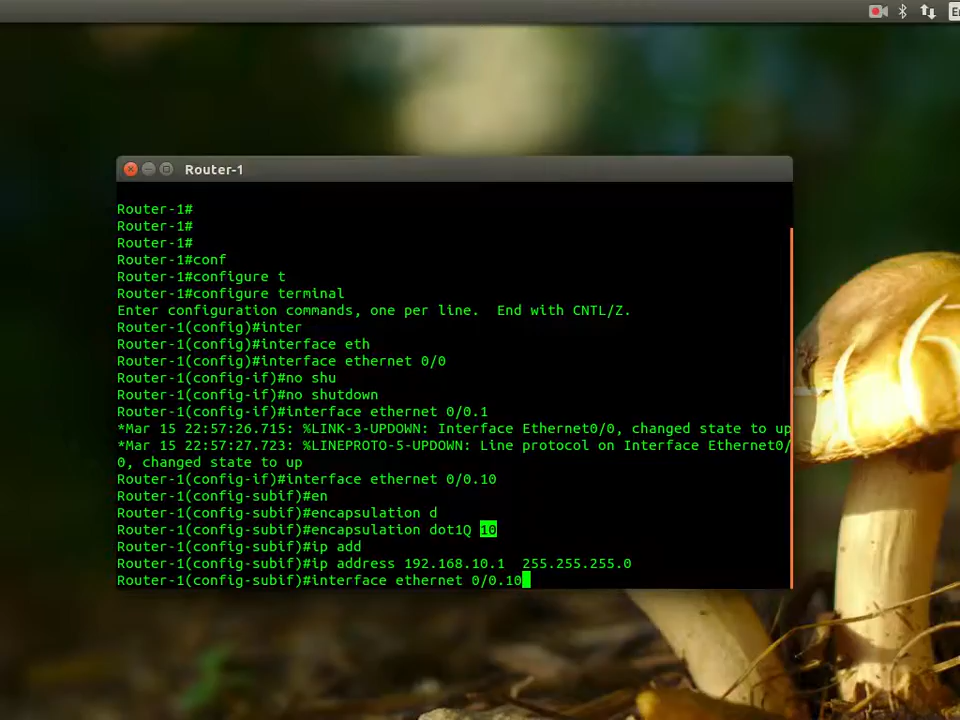 En
Router-1
Router-1#
Router-1#
Router-1#
Router-1#conf
Router-1#configure t
Router-1#configure terminal
Enter configuration commands, one per line.  End with CNTL/Z.
Router-1(config)#inter
Router-1(config)#interface eth
Router-1(config)#interface ethernet 0/0
Router-1(config-if)#no shu
Router-1(config-if)#no shutdown
Router-1(config-if)#interface ethernet 0/0.1
*Mar 15 22:57:26.715: %LINK-3-UPDOWN: Interface Ethernet0/0, changed state to up
*Mar 15 22:57:27.723: %LINEPROTO-5-UPDOWN: Line protocol on Interface Ethernet0/
0, changed state to up
Router-1(config-if)#interface ethernet 0/0.10
Router-1(config-subif)#en
Router-1(config-subif)#encapsulation d
Router-1(config-subif)#encapsulation dot1Q 10
Router-1(config-subif)#ip add
Router-1(config-subif)#ip address 192.168.10.1  255.255.255.0
Router-1(config-subif)#interface ethernet 0/0.10